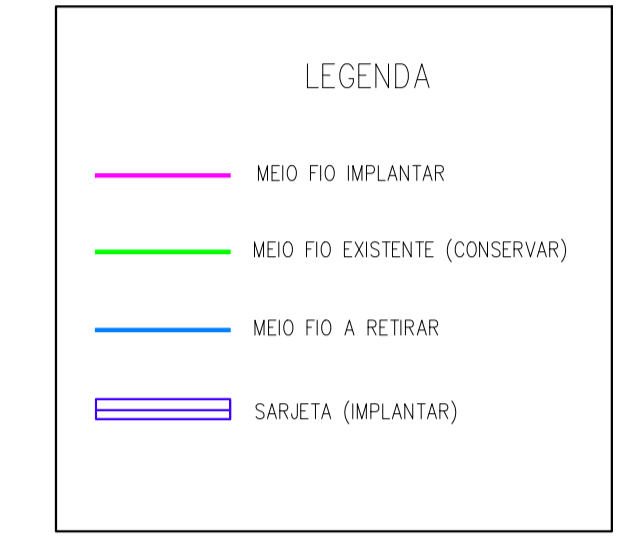 LEGENDA
MEIO FIO IMPLANTAR
MEIO FIO EXISTENTE (CONSERVAR)
MEIO FIO A RETIRAR
SARJETA (IMPLANTAR)